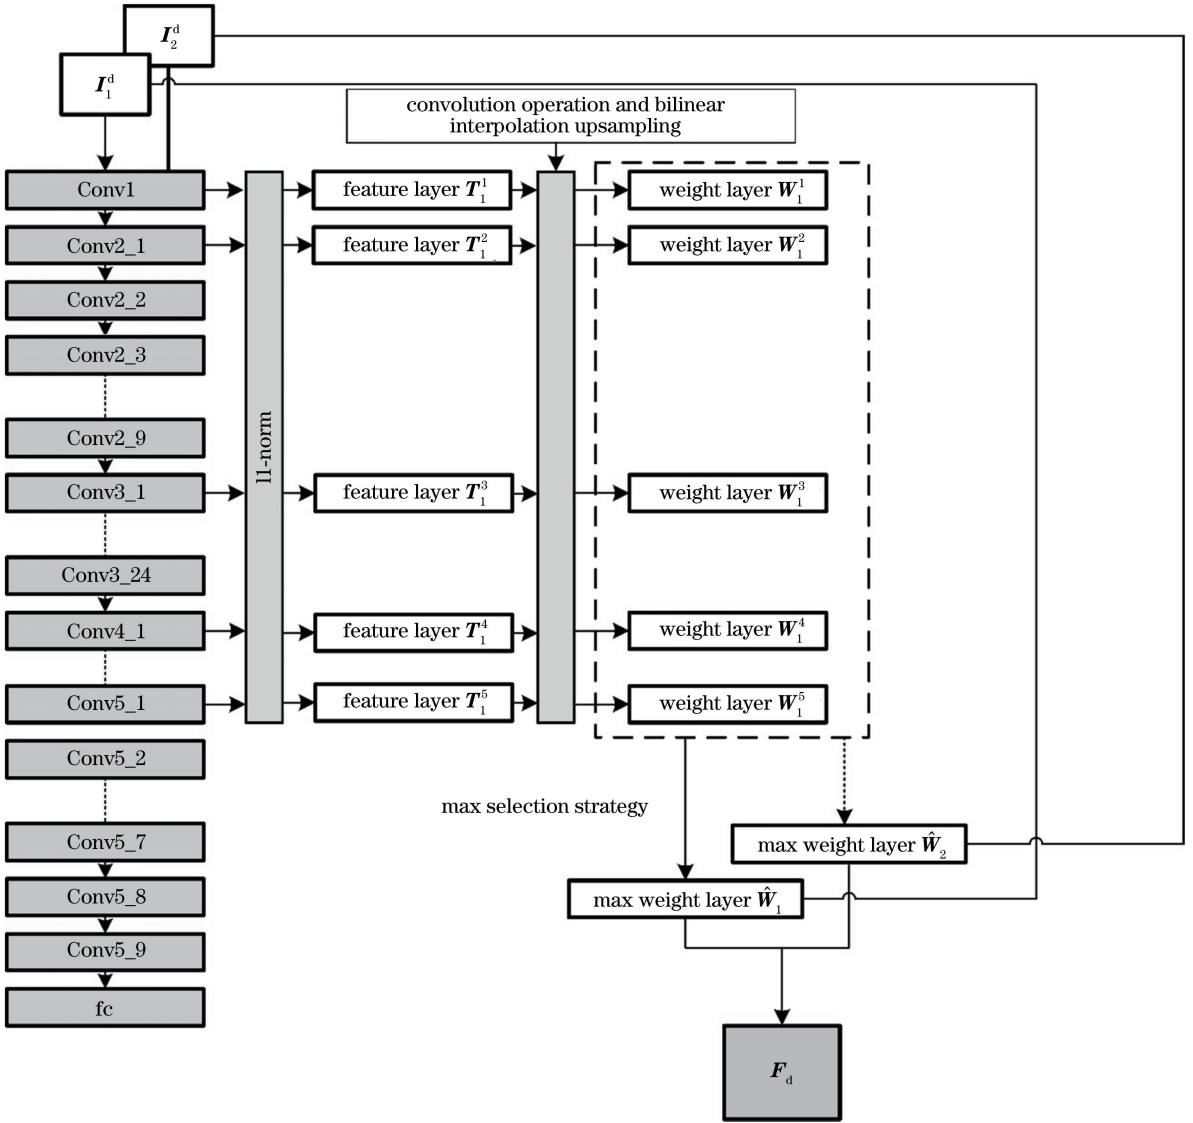 I₂ᵈ
I₁ᵈ
convolution operation and bilinear
interpolation upsampling
Conv1
feature layer T₁¹
weight layer W₁¹
Conv2_1
feature layer T₁²
weight layer W₁²
Conv2_2
Conv2_3
Conv2_9
l1-norm
Conv3_1
feature layer T₁³
weight layer W₁³
Conv3_24
Conv4_1
feature layer T₁⁴
weight layer W₁⁴
Conv5_1
feature layer T₁⁵
weight layer W₁⁵
Conv5_2
max selection strategy
Conv5_7
max weight layer Ŵ₂
Conv5_8
max weight layer Ŵ₁
Conv5_9
fc
F_d